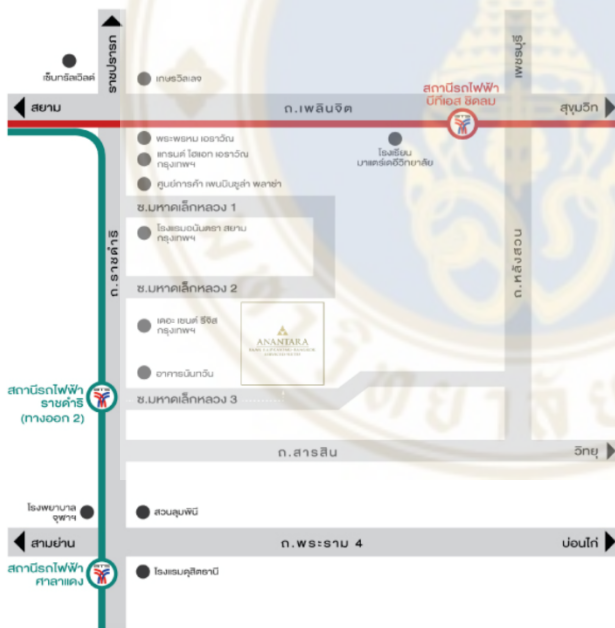 ราชปรารภ
เพชรบุรี
เซ็นทรัลเวิลด์
เกษรวิลเลจ
สถานีรถไฟฟ้า
บีทีเอส ชิดลม
สยาม
ถ.เพลินจิต
สุขุมวิท
พระพรหม เอราวัณ
แกรนด์ ไฮแอท เอราวัณ
กรุงเทพฯ
ศูนย์การค้า เพนนินซูล่า พลาซ่า
โรงเรียน
มาแตร์เดอีวิทยาลัย
ซ.มหาดเล็กหลวง 1
โรงแรมอนันตรา สยาม
กรุงเทพฯ
ถ.ราชดำริ
ถ.หลังสวน
ซ.มหาดเล็กหลวง 2
เดอะ เซนต์ รีจิส
กรุงเทพฯ
ANANTARA
อาคารนันทวัน
สถานีรถไฟฟ้า
ราชดำริ
(ทางออก 2)
ซ.มหาดเล็กหลวง 3
ถ.สารสิน
วิทยุ
โรงพยาบาล
จุฬาฯ
สวนลุมพินี
สามย่าน
ถ.พระราม 4
บ่อนไก่
สถานีรถไฟฟ้า
ศาลาแดง
โรงแรมดุสิตธานี